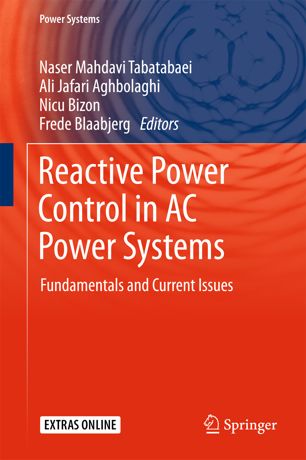 Power Systems
Naser Mahdavi Tabatabaei
Ali Jafari Aghbolaghi
Nicu Bizon
Frede Blaabjerg Editors
Reactive Power
Control in AC
Power Systems
Fundamentals and Current Issues
EXTRAS ONLINE
Springer